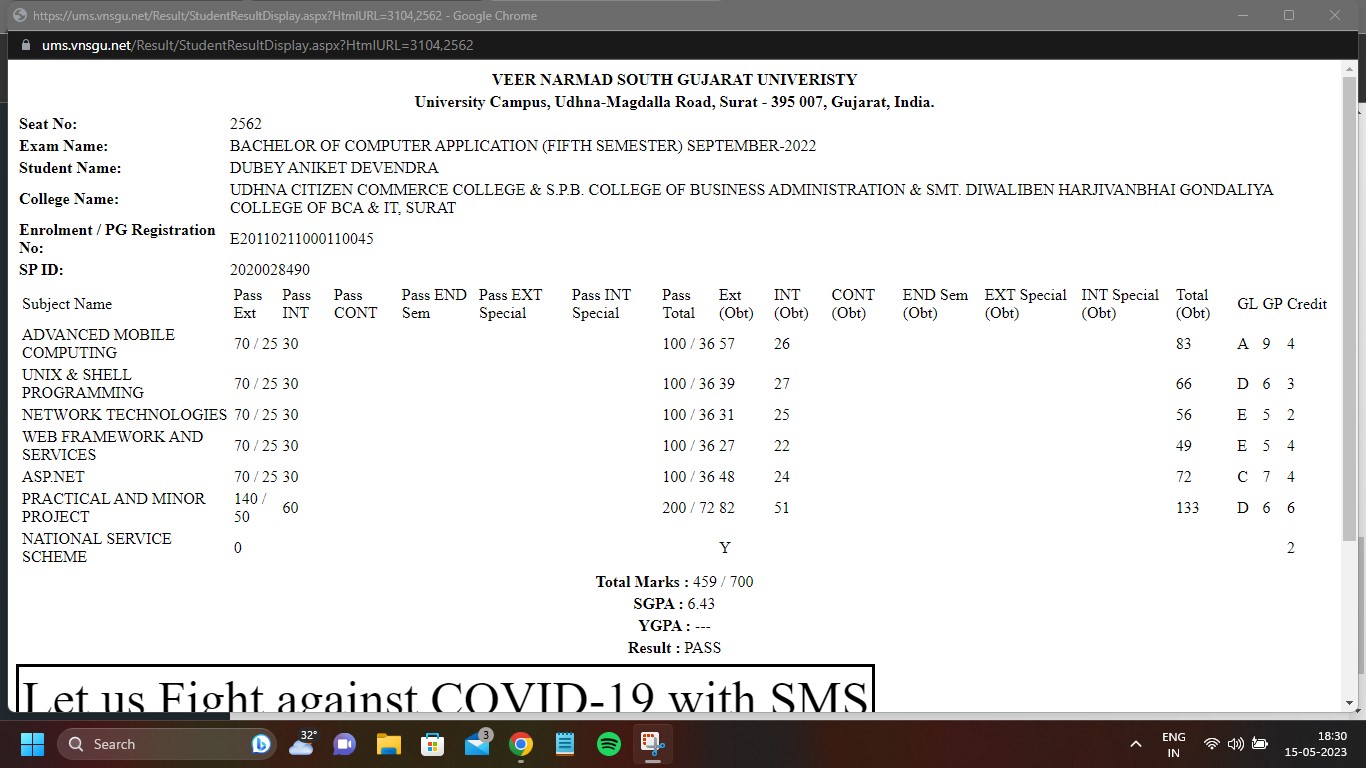 https://ums.vnsgu.net/Result/StudentResultDisplay.aspx?HtmlURL=3104,2562 - Google Chrome
ums.vnsgu.net/Result/StudentResultDisplay.aspx?HtmlURL=3104,2562
VEER NARMAD SOUTH GUJARAT UNIVERISTY
University Campus, Udhna-Magdalla Road, Surat - 395 007, Gujarat, India.
Seat No: 2562
Exam Name: BACHELOR OF COMPUTER APPLICATION (FIFTH SEMESTER) SEPTEMBER-2022
Student Name: DUBEY ANIKET DEVENDRA
College Name: UDHNA CITIZEN COMMERCE COLLEGE & S.P.B. COLLEGE OF BUSINESS ADMINISTRATION & SMT. DIWALIBEN HARJIVANBHAI GONDALIYA
COLLEGE OF BCA & IT, SURAT
Enrolment / PG Registration
No: E20110211000110045
SP ID: 2020028490
Subject Name Pass Ext Pass INT Pass CONT Pass END Sem Pass EXT Special Pass INT Special Pass Total Ext (Obt) INT (Obt) CONT (Obt) END Sem (Obt) EXT Special (Obt) INT Special (Obt) Total (Obt) GL GP Credit
ADVANCED MOBILE COMPUTING 70 / 25 30 100 / 36 57 26 83 A 9 4
UNIX & SHELL PROGRAMMING 70 / 25 30 100 / 36 39 27 66 D 6 3
NETWORK TECHNOLOGIES 70 / 25 30 100 / 36 31 25 56 E 5 2
WEB FRAMEWORK AND SERVICES 70 / 25 30 100 / 36 27 22 49 E 5 4
ASP.NET 70 / 25 30 100 / 36 48 24 72 C 7 4
PRACTICAL AND MINOR PROJECT 140 / 50 60 200 / 72 82 51 133 D 6 6
NATIONAL SERVICE SCHEME 0 Y 2
Total Marks : 459 / 700
SGPA : 6.43
YGPA : ---
Result : PASS
Let us Fight against COVID-19 with SMS
Search 32° 3 ENG IN 18:30 15-05-2023